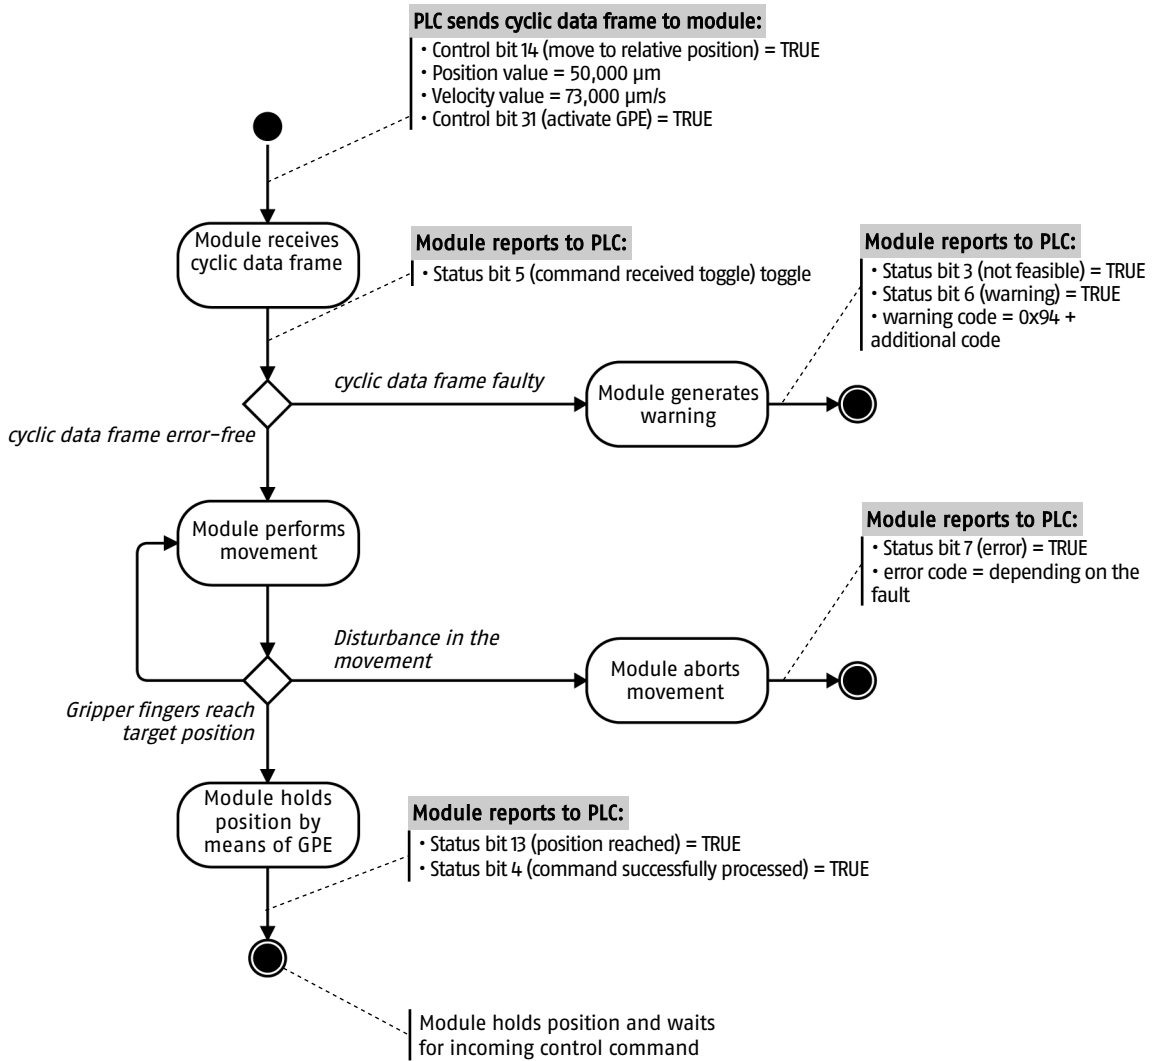 PLC sends cyclic data frame to module:
• Control bit 14 (move to relative position) = TRUE
• Position value = 50,000 µm
• Velocity value = 73,000 µm/s
• Control bit 31 (activate GPE) = TRUE
Module receives
cyclic data frame
Module reports to PLC:
• Status bit 5 (command received toggle) toggle
Module reports to PLC:
• Status bit 3 (not feasible) = TRUE
• Status bit 6 (warning) = TRUE
• warning code = 0x94 +
additional code
cyclic data frame faulty
Module generates
warning
cyclic data frame error-free
Module performs
movement
Module reports to PLC:
• Status bit 7 (error) = TRUE
• error code = depending on the
fault
Disturbance in the
movement
Module aborts
movement
Gripper fingers reach
target position
Module holds
position by
means of GPE
Module reports to PLC:
• Status bit 13 (position reached) = TRUE
• Status bit 4 (command successfully processed) = TRUE
Module holds position and waits
for incoming control command